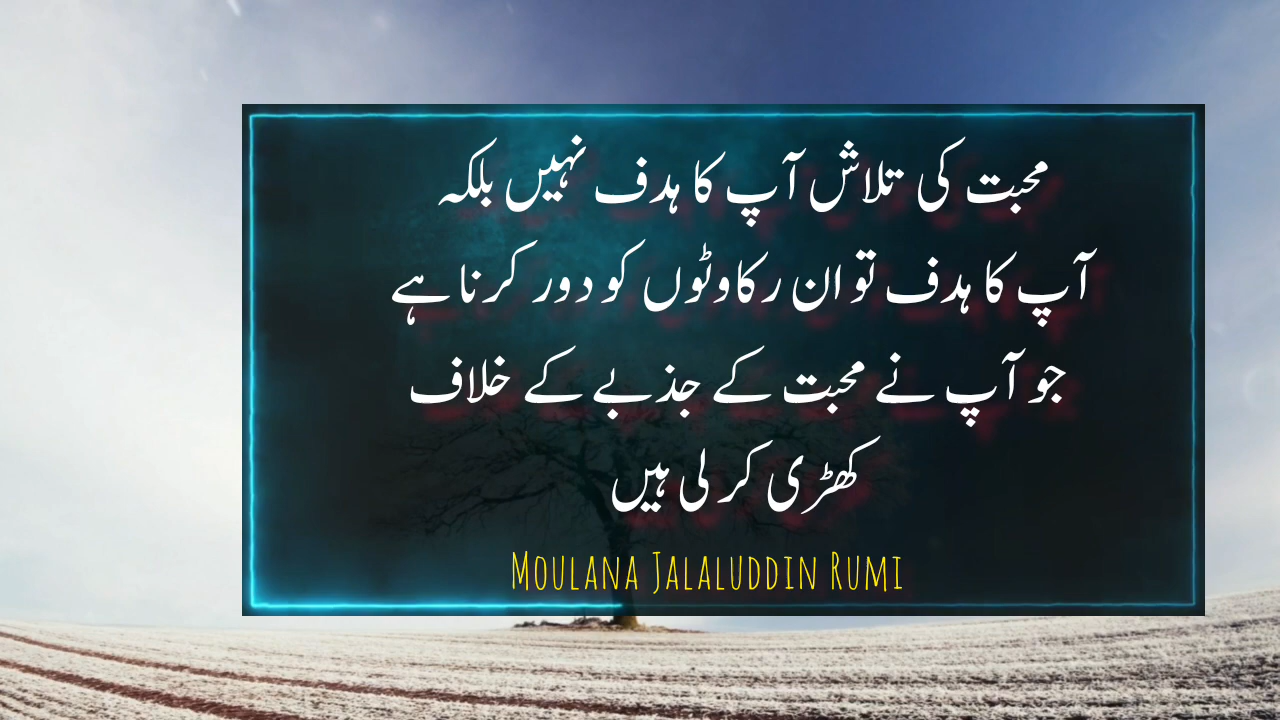 محبت کی تلاش آپ کا ہدف نہیں بلکہ
آپ کا ہدف تو ان رکاوٹوں کو دور کرنا ہے
جو آپ نے محبت کے جذبے کے خلاف
کھڑی کر لی ہیں
Moulana Jalaluddin Rumi